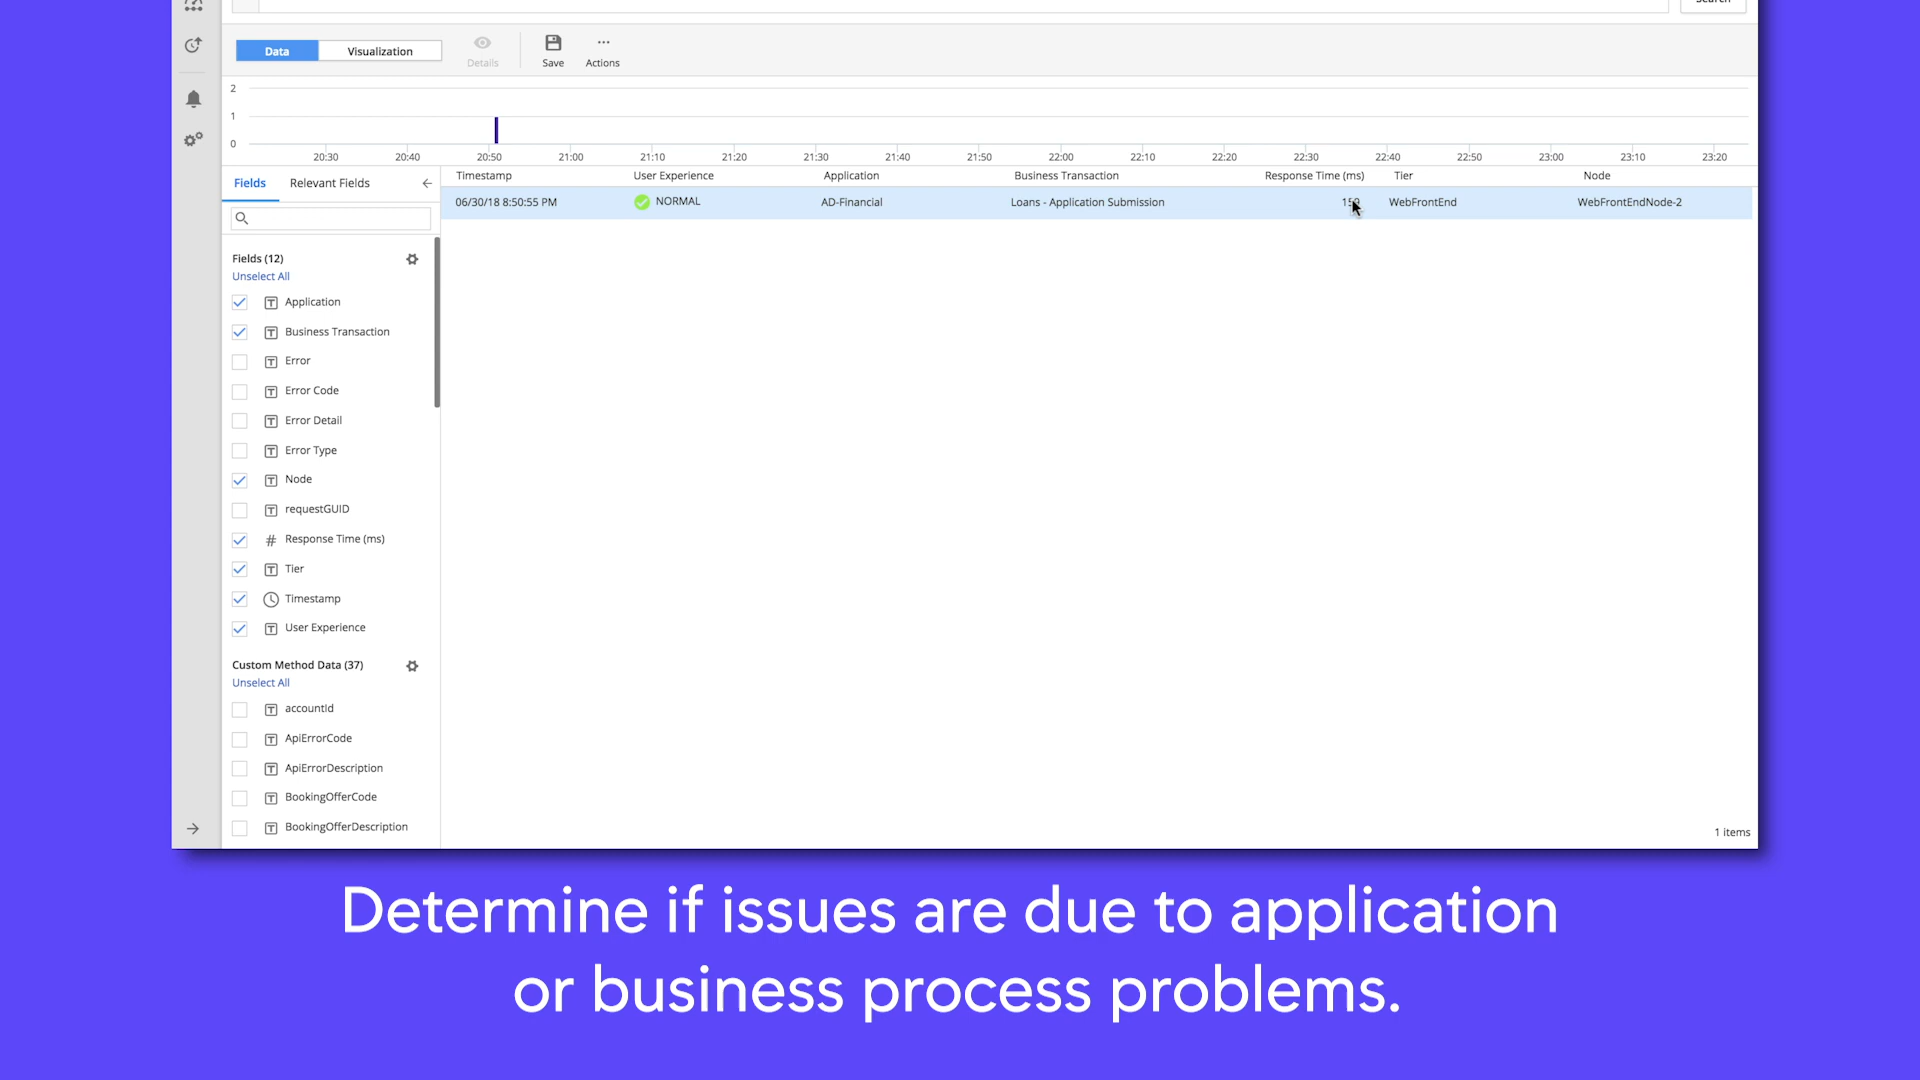 Data
Visualization
Details
Save
Actions
2
1
0
20:30 20:40 20:50 21:00 21:10 21:20 21:30 21:40 21:50 22:00 22:10 22:20 22:30 22:40 22:50 23:00 23:10 23:20
Fields
Relevant Fields
Timestamp User Experience Application Business Transaction Response Time (ms) Tier Node
06/30/18 8:50:55 PM NORMAL AD-Financial Loans - Application Submission WebFrontEnd WebFrontEndNode-2
Fields (12)
Unselect All
Application
Business Transaction
Error
Error Code
Error Detail
Error Type
Node
requestGUID
# Response Time (ms)
Tier
Timestamp
User Experience
Custom Method Data (37)
Unselect All
accountId
ApiErrorCode
ApiErrorDescription
BookingOfferCode
BookingOfferDescription
1 items
Determine if issues are due to application
or business process problems.